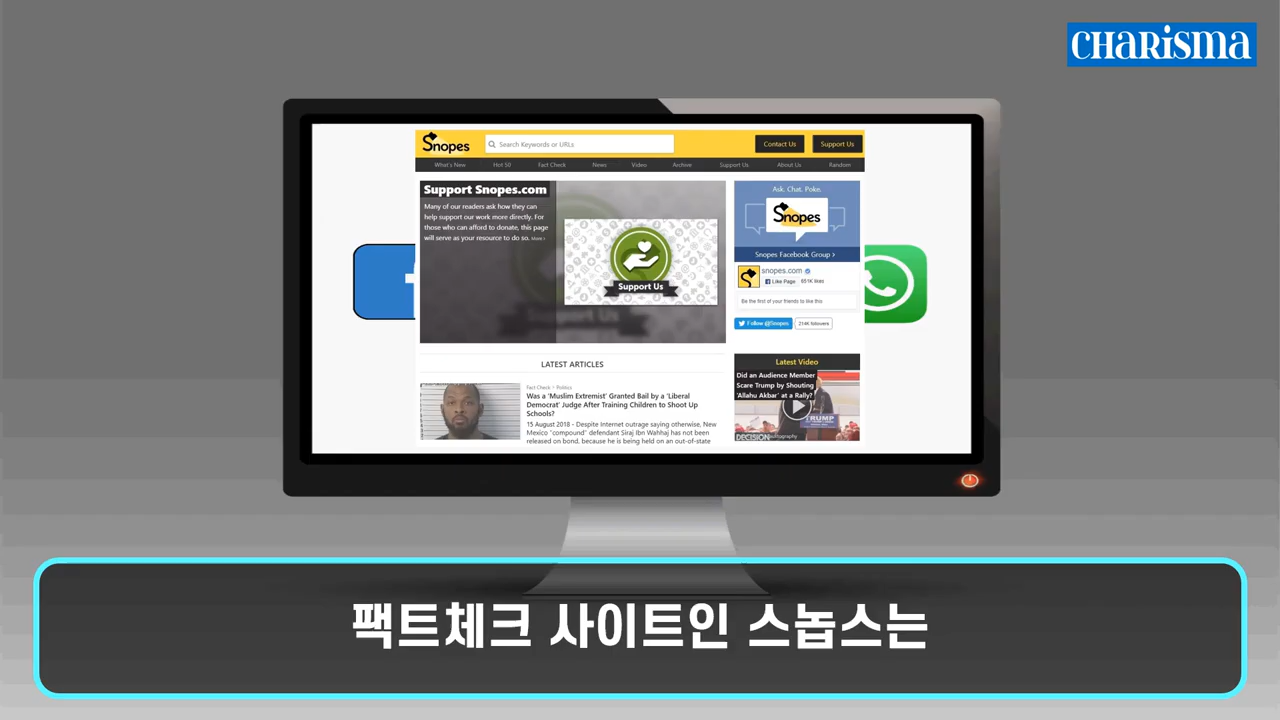 CHARISMA
Snopes
Search Keywords or URLs
Contact Us
Support Us
What's New
Hot 50
Fact Check
News
Video
Archive
Support Us
About Us
Random
Support Snopes.com
Many of our readers ask how they can
help support our work more directly. For
those who can afford to donate, this page
will serve as your resource to do so. More >
Support Us
Support Us
Ask. Chat. Poke.
Snopes
Snopes Facebook Group >
snopes.com
Like Page
851K likes
Be the first of your friends to like this
Follow @Snopes
214K followers
LATEST ARTICLES
Fact Check > Politics
Was a 'Muslim Extremist' Granted Bail by a 'Liberal
Democrat' Judge After Training Children to Shoot Up
Schools?
15 August 2018 - Despite Internet outrage saying otherwise, New
Mexico "compound" defendant Siraj Ibn Wahhaj has not been
released on bond, because he is being held on an out-of-state
Latest Video
Did an Audience Member
Scare Trump by Shouting
'Allahu Akbar' at a Rally?
TRUMP
DECISION
팩트체크 사이트인 스놉스는